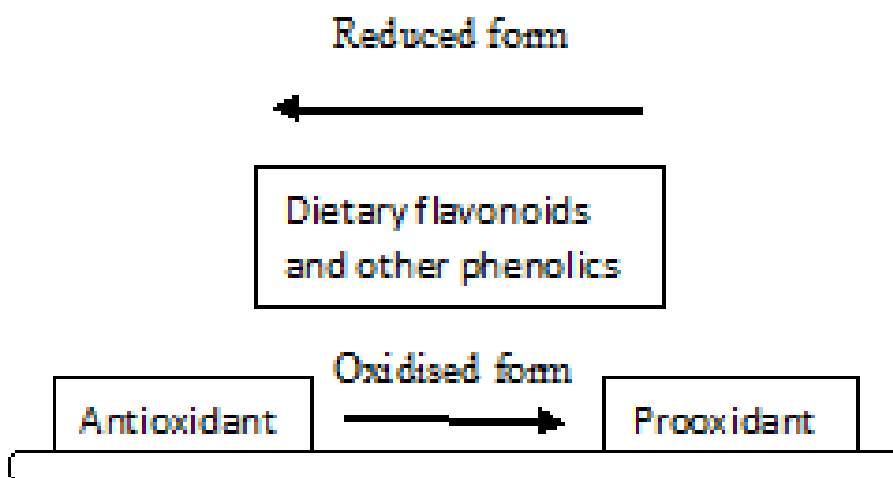 Reduced form
Dietary flavonoids
and other phenolics
Oxidised form
Antioxidant
Prooxidant